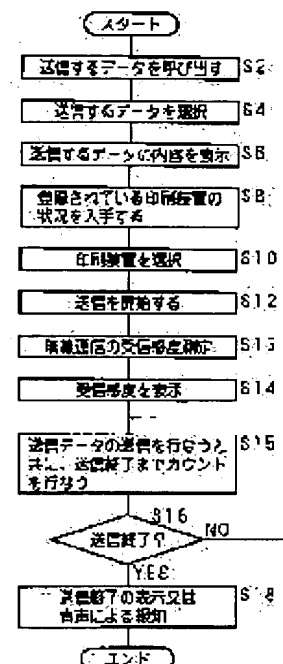 スタート
送信するデータを呼び出す S2
送信するデータを選択 S4
送信するデータの内容を表示 S6
登録されている印刷装置の S8
状況を入手する
印刷装置を選択 S10
送信を開始する S12
無線通信の受信感度測定 S13
受信感度を表示 S14
送信データの送信を行なうと S15
共に、送信終了までカウント
を行なう
S16
送信終了? NO
YES
送信終了の表示又は S18
音声による報知
エンド